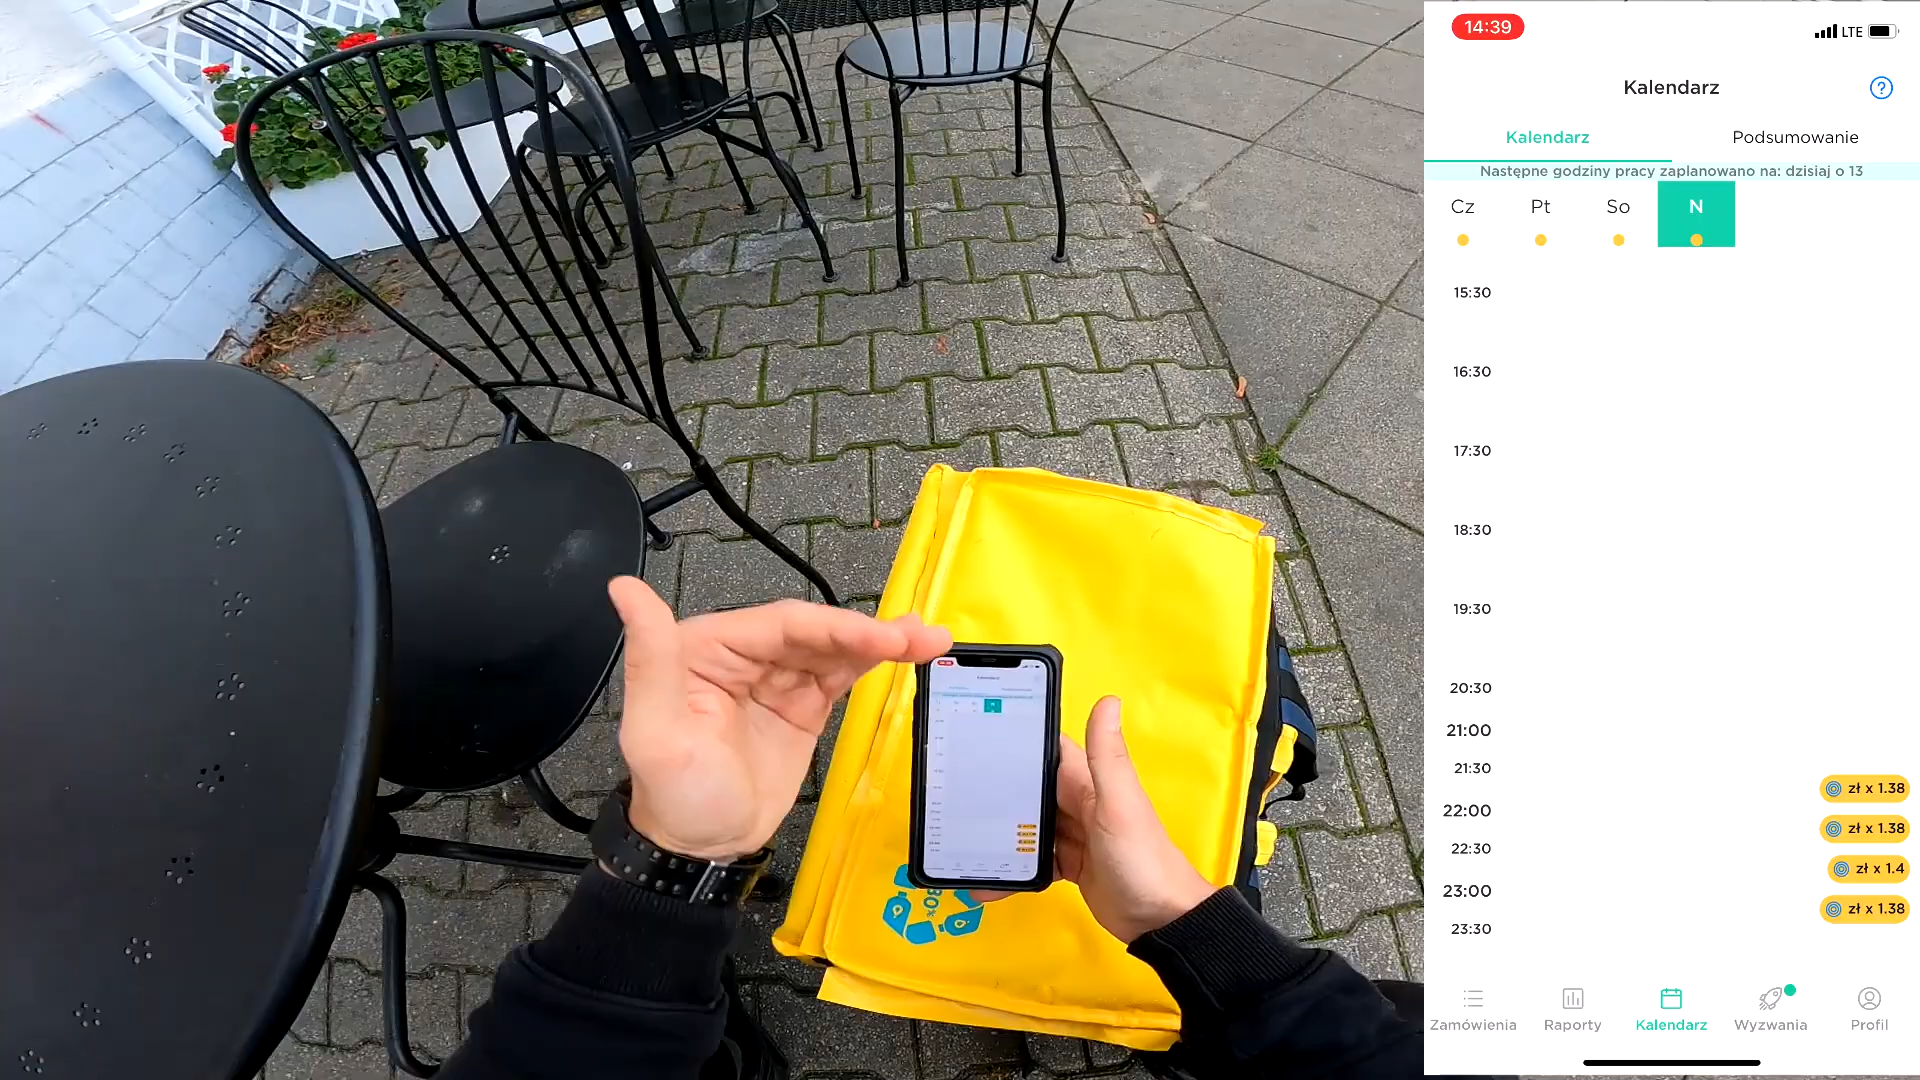 14:39
LTE
Kalendarz
?
Kalendarz
Podsumowanie
Następne godziny pracy zaplanowano na: dzisiaj o 13
Cz Pt So N
15:30
16:30
17:30
18:30
19:30
20:30
21:00
21:30
zł x 1.38
22:00
zł x 1.38
22:30
zł x 1.4
23:00
zł x 1.38
23:30
Zamówienia Raporty Kalendarz Wyzwania Profil
80%